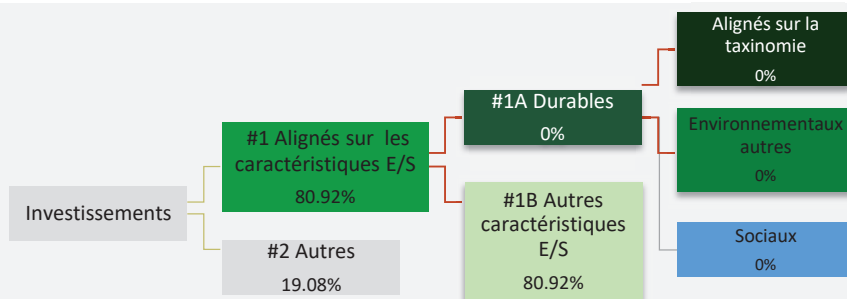 Investissements
#1 Alignés sur les
caractéristiques E/S
80.92%
#2 Autres
19.08%
#1A Durables
0%
#1B Autres
caractéristiques
E/S
80.92%
Alignés sur la
taxinomie
0%
Environnementaux
autres
0%
Sociaux
0%